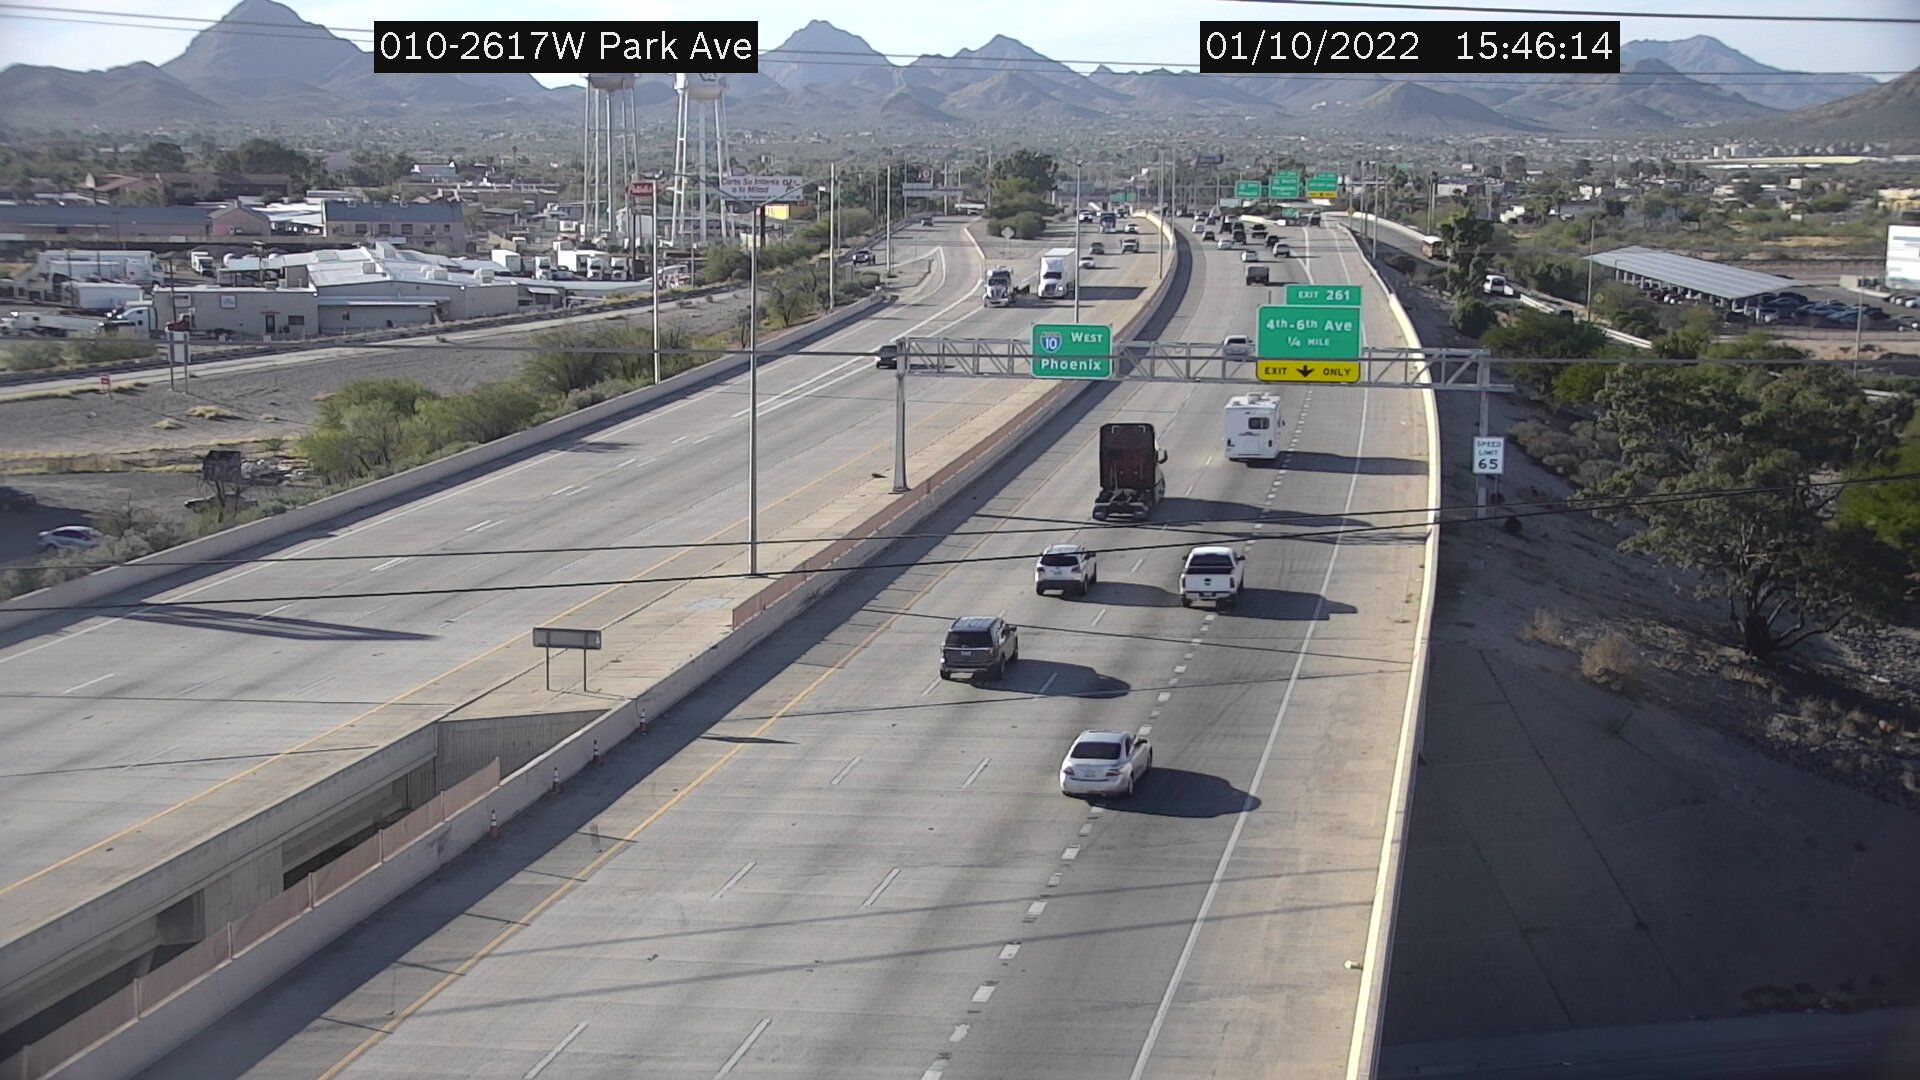 010-2617W Park Ave
01/10/2022 15:46:14
EXIT 261
4th-6th Ave
1/4 MILE
EXIT ONLY
10 WEST
Phoenix
SPEED
LIMIT
65